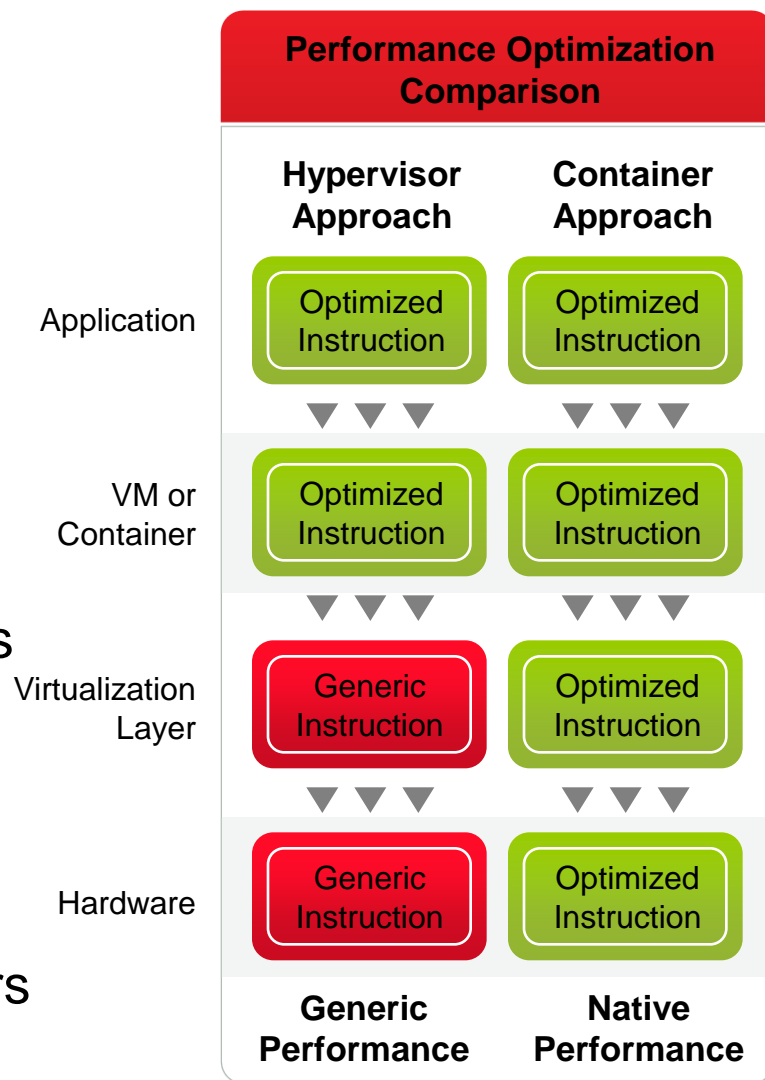 Performance Optimization
Comparison
Hypervisor
Approach
Container
Approach
Application
Optimized
Instruction
Optimized
Instruction
VM or
Container
Optimized
Instruction
Optimized
Instruction
s
Virtualization
Layer
Generic
Instruction
Optimized
Instruction
Hardware
Generic
Instruction
Optimized
Instruction
rs
Generic
Performance
Native
Performance